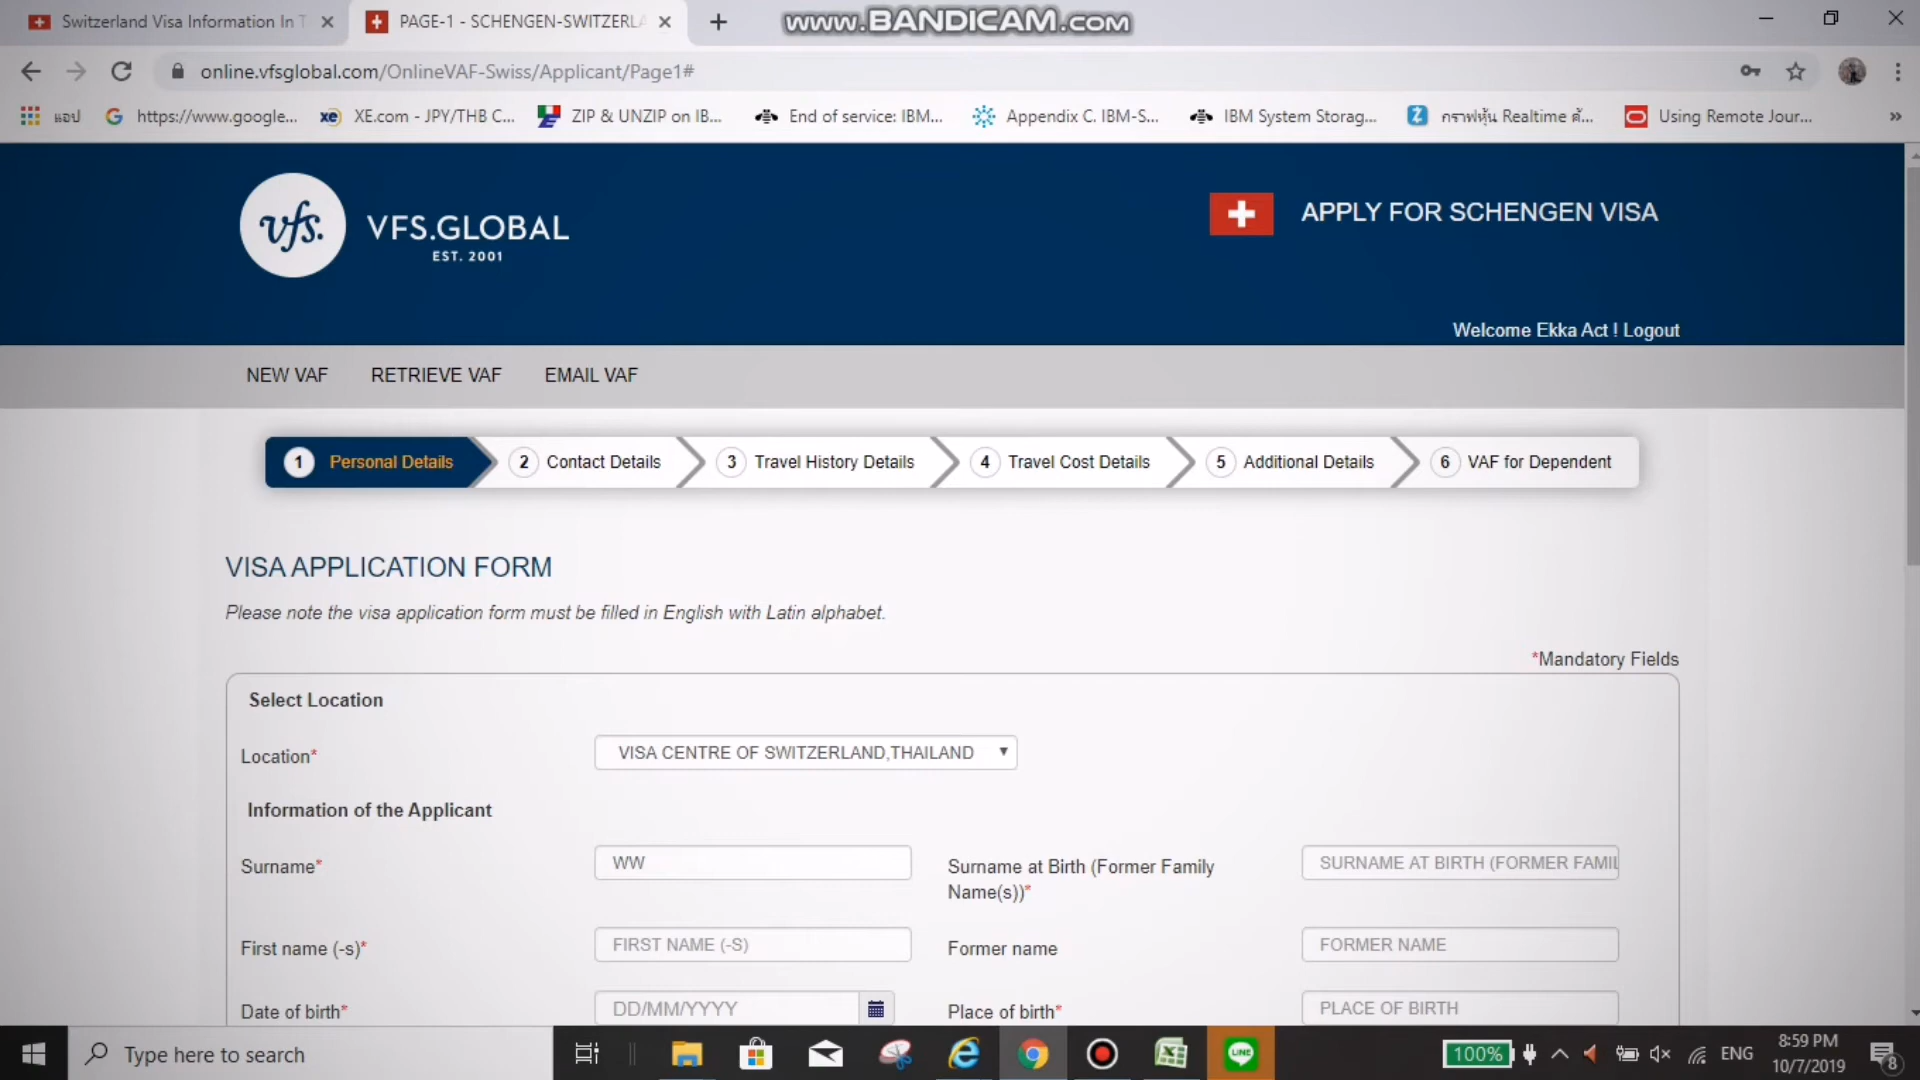 Switzerland Visa Information In T
PAGE-1 - SCHENGEN-SWITZERLA
www.BANDICAM.com
online.vfsglobal.com/OnlineVAF-Swiss/Applicant/Page1#
แอป
https://www.google...
XE.com - JPY/THB C...
ZIP & UNZIP on IB...
End of service: IBM...
Appendix C. IBM-S...
IBM System Storag...
กราฟหุ้น Realtime ตั้...
Using Remote Jour...
vfs.
VFS.GLOBAL
EST. 2001
APPLY FOR SCHENGEN VISA
Welcome Ekka Act ! Logout
NEW VAF
RETRIEVE VAF
EMAIL VAF
1 Personal Details
2 Contact Details
3 Travel History Details
4 Travel Cost Details
5 Additional Details
6 VAF for Dependent
VISA APPLICATION FORM
Please note the visa application form must be filled in English with Latin alphabet.
*Mandatory Fields
Select Location
Location*
VISA CENTRE OF SWITZERLAND,THAILAND
Information of the Applicant
Surname*
WW
Surname at Birth (Former Family
Name(s))*
SURNAME AT BIRTH (FORMER FAMIL
First name (-s)*
FIRST NAME (-S)
Former name
FORMER NAME
Date of birth*
DD/MM/YYYY
Place of birth*
PLACE OF BIRTH
Type here to search
LINE
100%
ENG
8:59 PM
10/7/2019
8